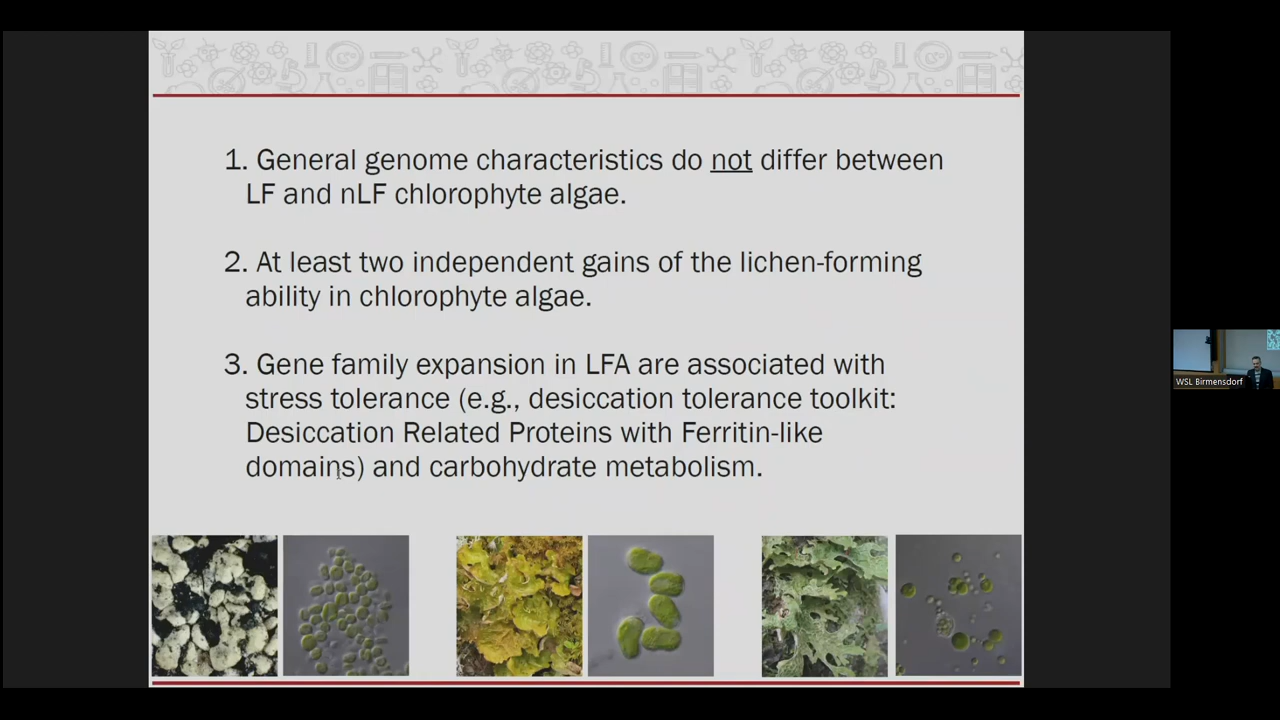 1. General genome characteristics do not differ between
LF and nLF chlorophyte algae.
2. At least two independent gains of the lichen-forming
ability in chlorophyte algae.
3. Gene family expansion in LFA are associated with
stress tolerance (e.g., desiccation tolerance toolkit:
Desiccation Related Proteins with Ferritin-like
domains) and carbohydrate metabolism.
WSL Birmensdorf